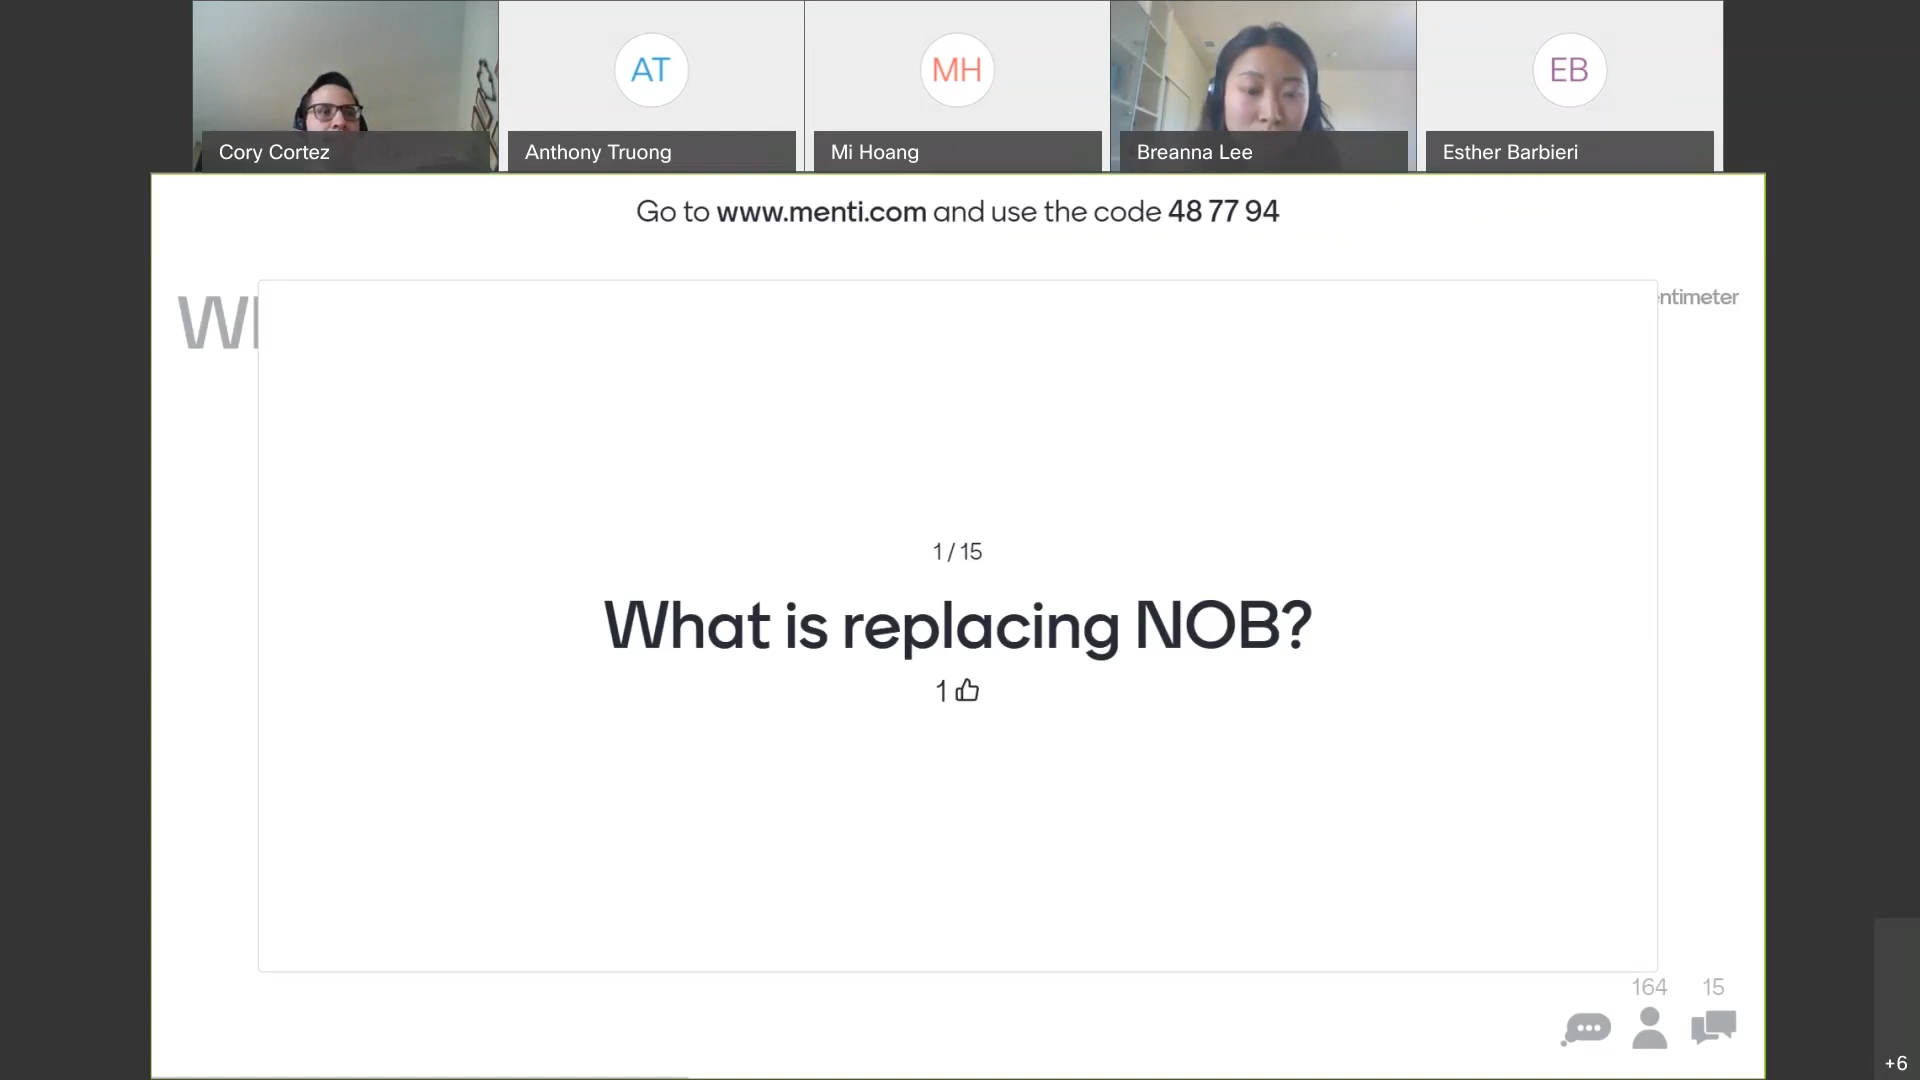 AT
MH
EB
Cory Cortez
Anthony Truong
Mi Hoang
Breanna Lee
Esther Barbieri
Go to www.menti.com and use the code 48 77 94
ntimeter
1 / 15
What is replacing NOB?
1
164
15
+6